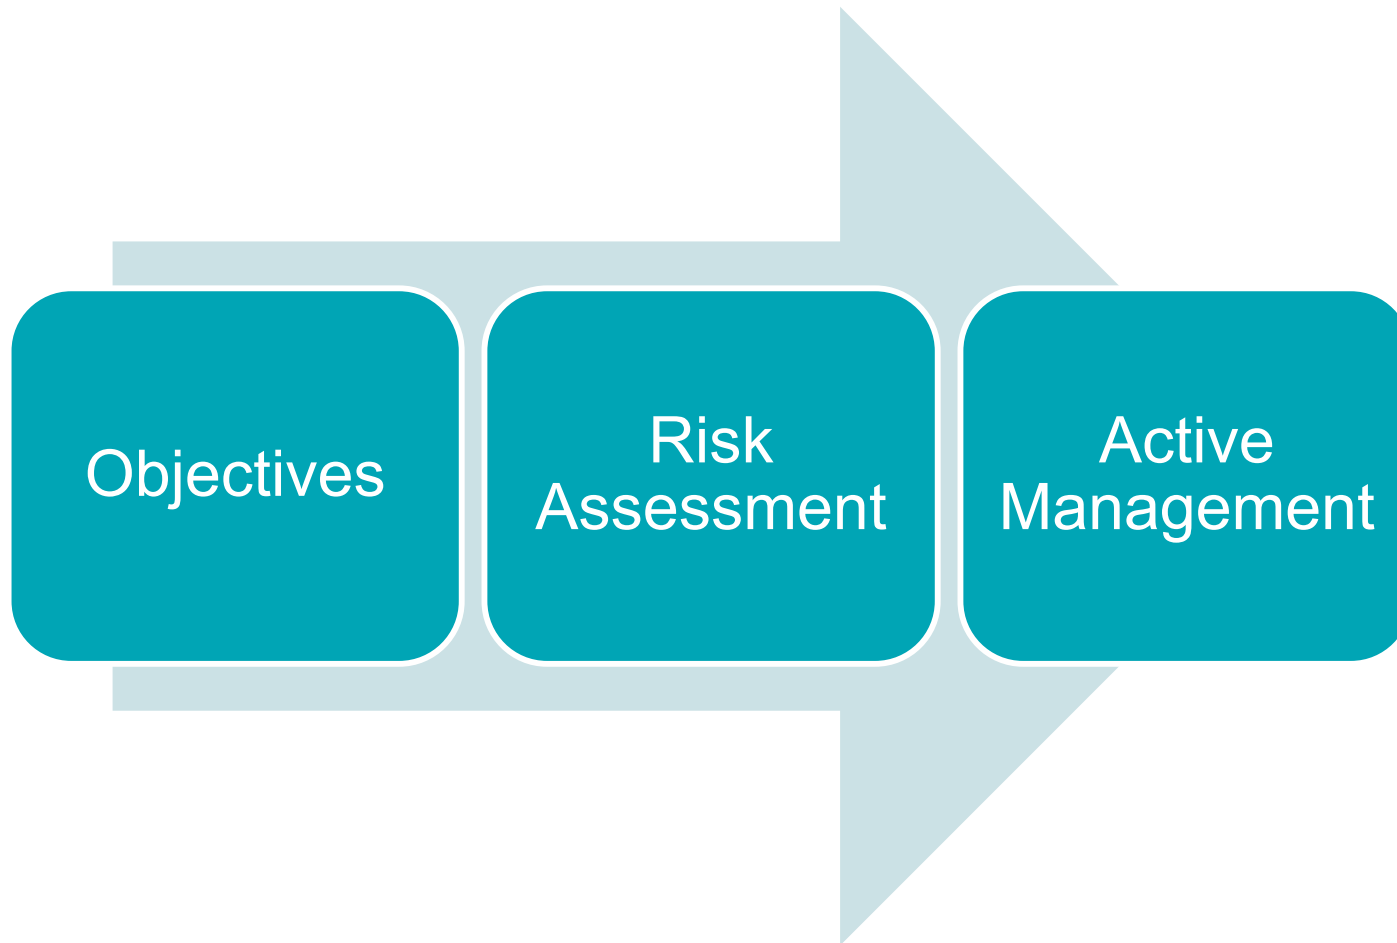 Objectives
Risk
Assessment
Active
Management